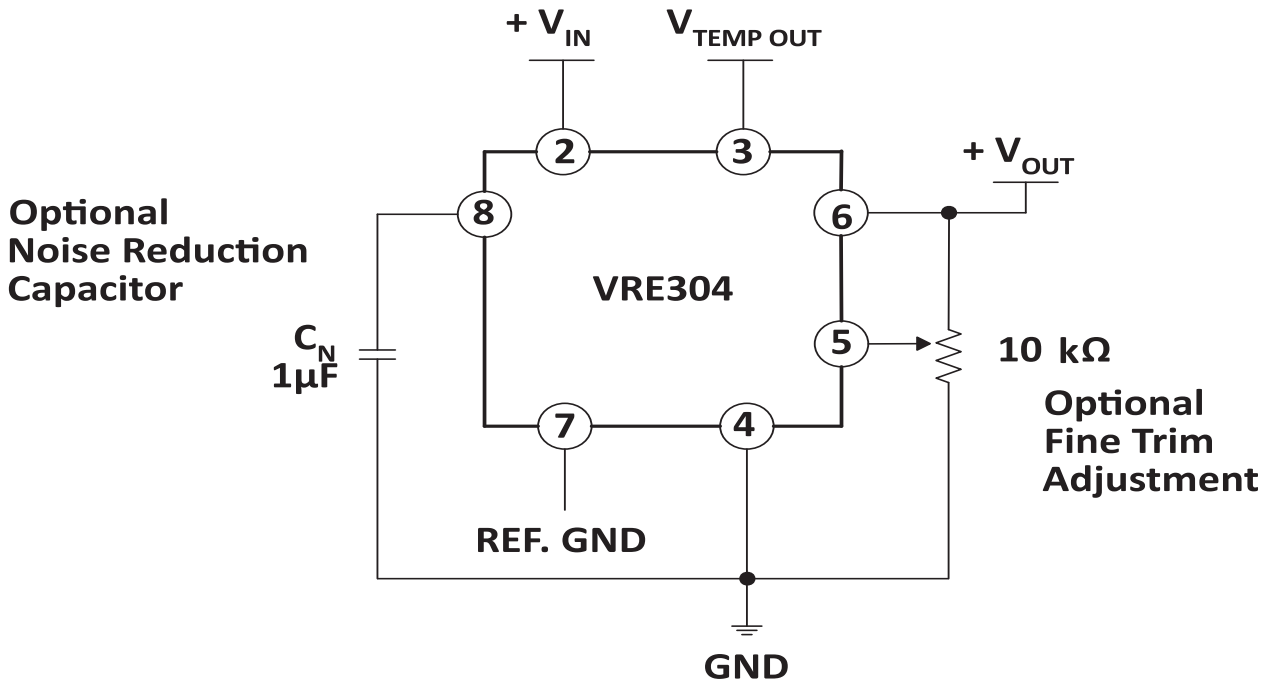 + VIN
VTEMP OUT
2
3
+ VOUT
8
6
Optional
Noise Reduction
Capacitor
VRE304
CN
1µF
5
10 kΩ
Optional
Fine Trim
Adjustment
7
4
REF. GND
GND